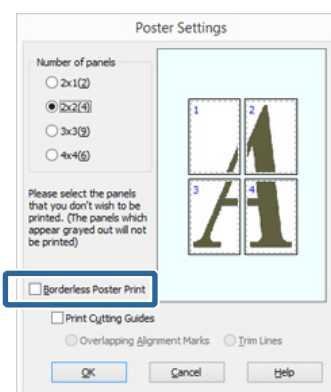 Poster Settings
Number of panels
2x1(2)
2x2(4)
3x3(9)
4x4(6)
Please select the panels
that you don't wish to be
printed. (The panels which
appear grayed out will not
be printed)
1
2
3
4
Borderless Poster Print
Print Cutting Guides
Overlapping Alignment Marks
Trim Lines
OK
Cancel
Help